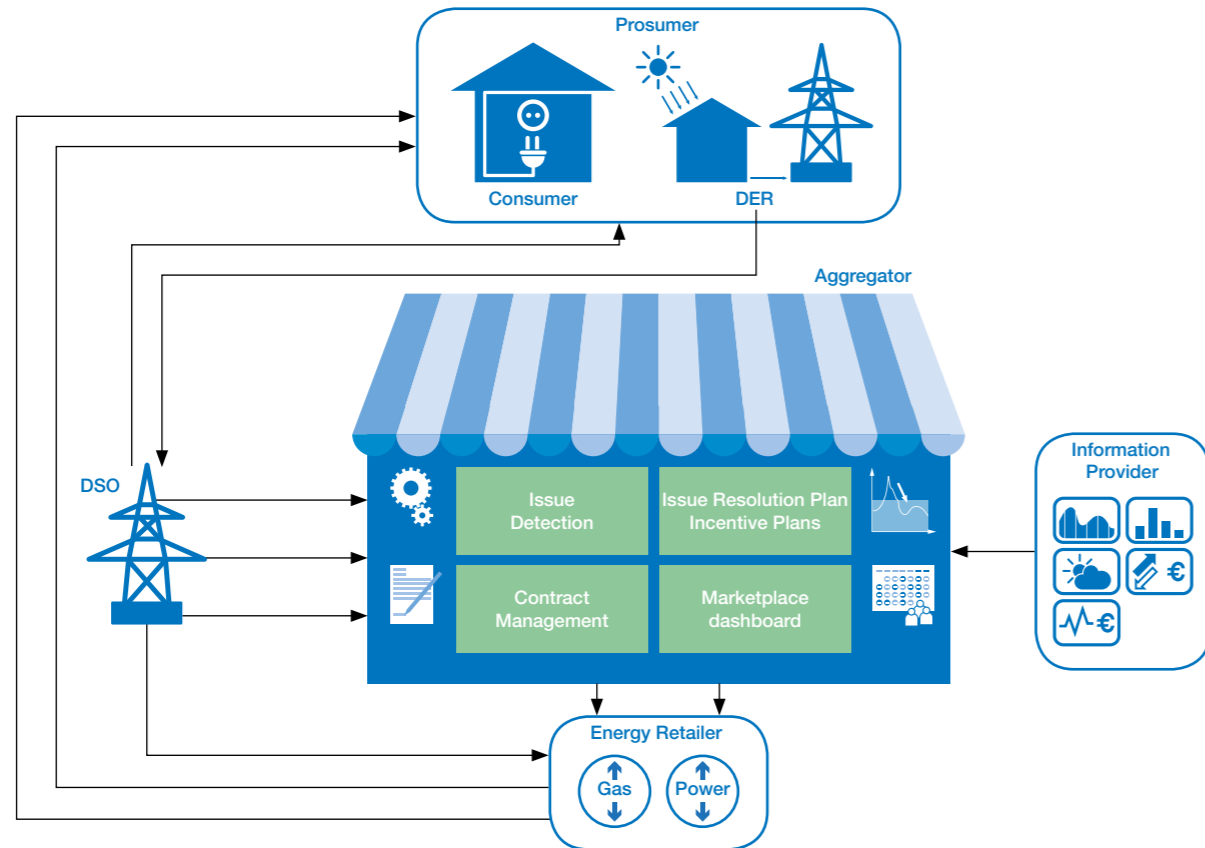 Prosumer
Consumer
DER
Aggregator
DSO
Issue
Detection
Issue Resolution Plan
Incentive Plans
Contract
Management
Marketplace
dashboard
Information
Provider
€
€
Energy Retailer
Gas
Power